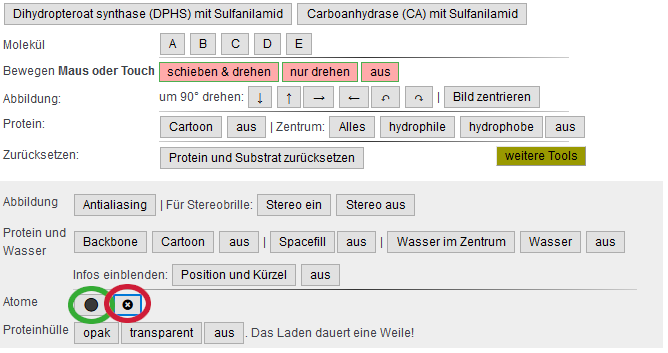 Dihydropteroat synthase (DPHS) mit Sulfanilamid Carboanhydrase (CA) mit Sulfanilamid
Molekül A B C D E
Bewegen Maus oder Touch schieben & drehen nur drehen aus
Abbildung: um 90° drehen: ↓ ↑ → ← ↶ ↷ | Bild zentrieren
Protein: Cartoon aus | Zentrum: Alles hydrophile hydrophobe aus
Zurücksetzen: Protein und Substrat zurücksetzen weitere Tools
Abbildung Antialiasing | Für Stereobrille: Stereo ein Stereo aus
Protein und Wasser Backbone Cartoon aus | Spacefill aus | Wasser im Zentrum Wasser aus
Infos einblenden: Position und Kürzel aus
Atome
Proteinhülle opak transparent aus . Das Laden dauert eine Weile!